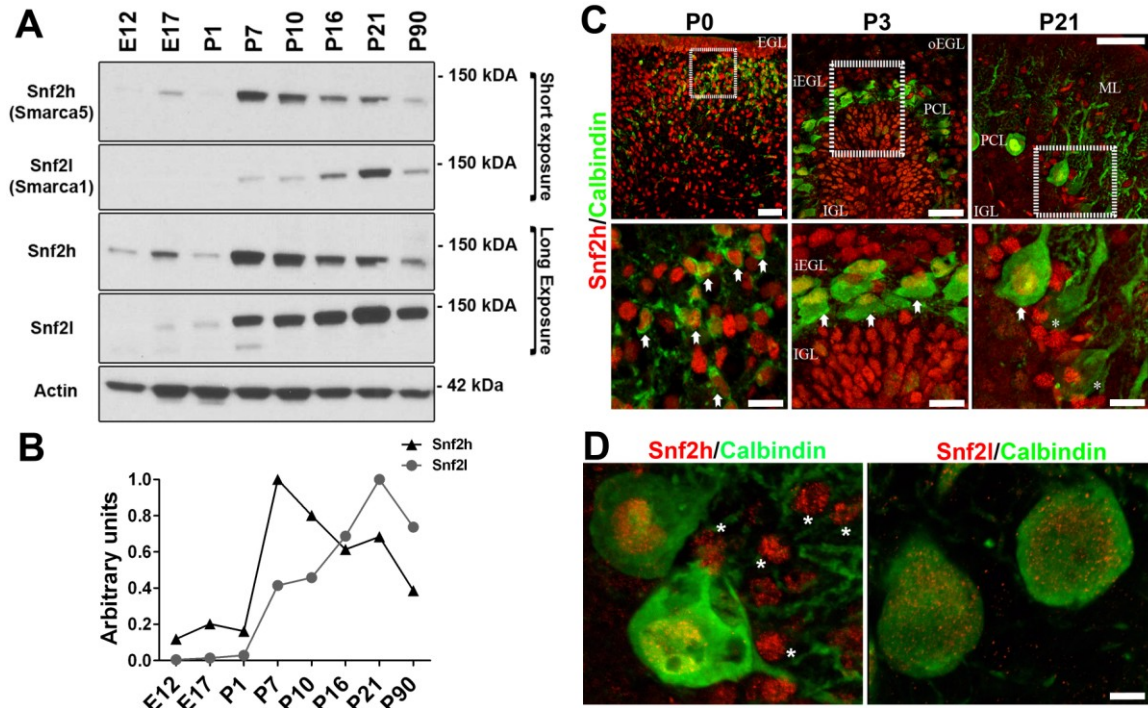 A
E12 E17 P1 P7 P10 P16 P21 P90
Snf2h
(Smarca5)
- 150 kDA
Snf2l
(Smarca1)
- 150 kDA
Short exposure
Snf2h
- 150 kDA
Snf2l
- 150 kDA
Long Exposure
Actin
- 42 kDa
B
Snf2h
Snf2l
Arbitrary units
1.0
0.8
0.6
0.4
0.2
0.0
E12 E17 P1 P7 P10 P16 P21 P90
C
P0 P3 P21
Snf2h/Calbindin
EGL
oEGL
iEGL
PCL
IGL
ML
PCL
IGL
iEGL
IGL
*
*
D
Snf2h/Calbindin
* * * * * *
Snf2l/Calbindin